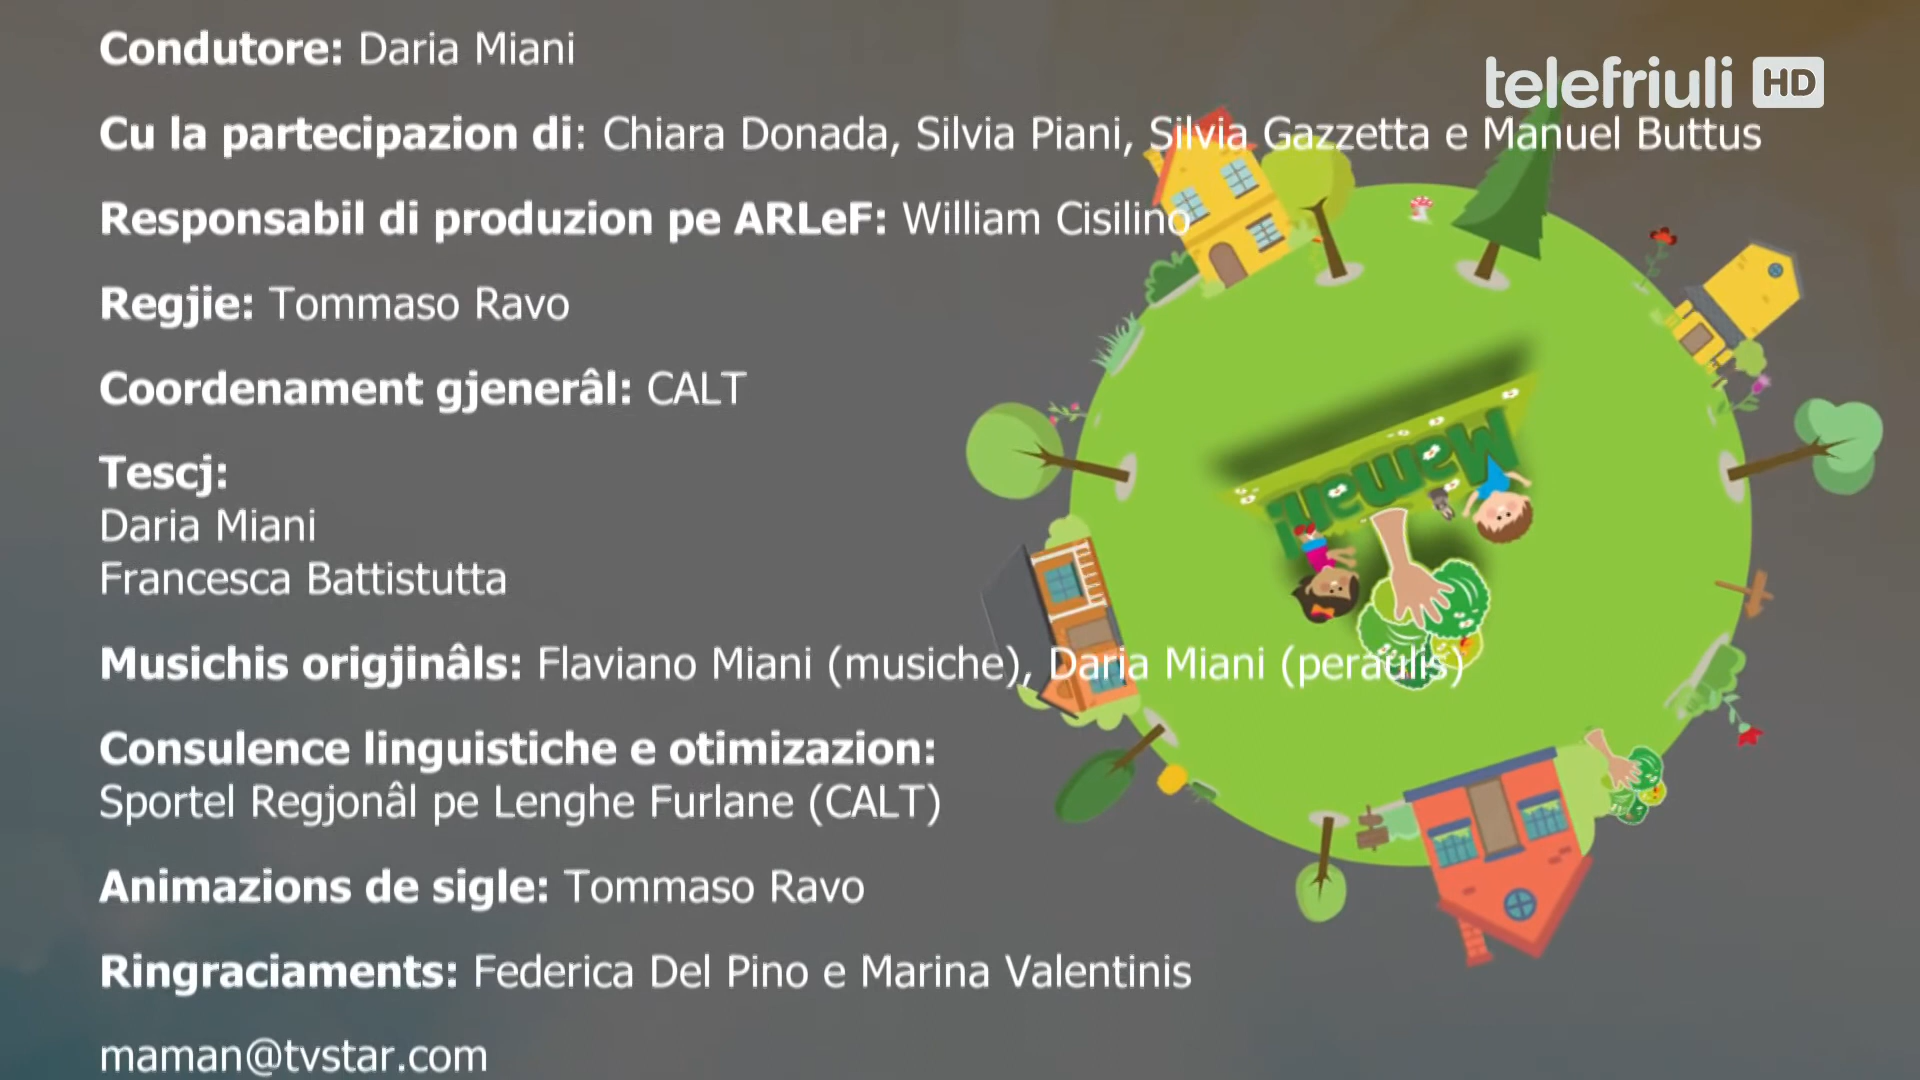 telefriuli HD
Condutore: Daria Miani
Cu la partecipazion di: Chiara Donada, Silvia Piani, Silvia Gazzetta e Manuel Buttus
Responsabil di produzion pe ARLeF: William Cisilino
Regjie: Tommaso Ravo
Coordenament gjenerâl: CALT
Tescj:
Daria Miani
Francesca Battistutta
Musichis origjinâls: Flaviano Miani (musiche), Daria Miani (peraulis)
Consulence linguistiche e otimizazion:
Sportel Regjonâl pe Lenghe Furlane (CALT)
Animazions de sigle: Tommaso Ravo
Ringraciaments: Federica Del Pino e Marina Valentinis
maman@tvstar.com
Maman!